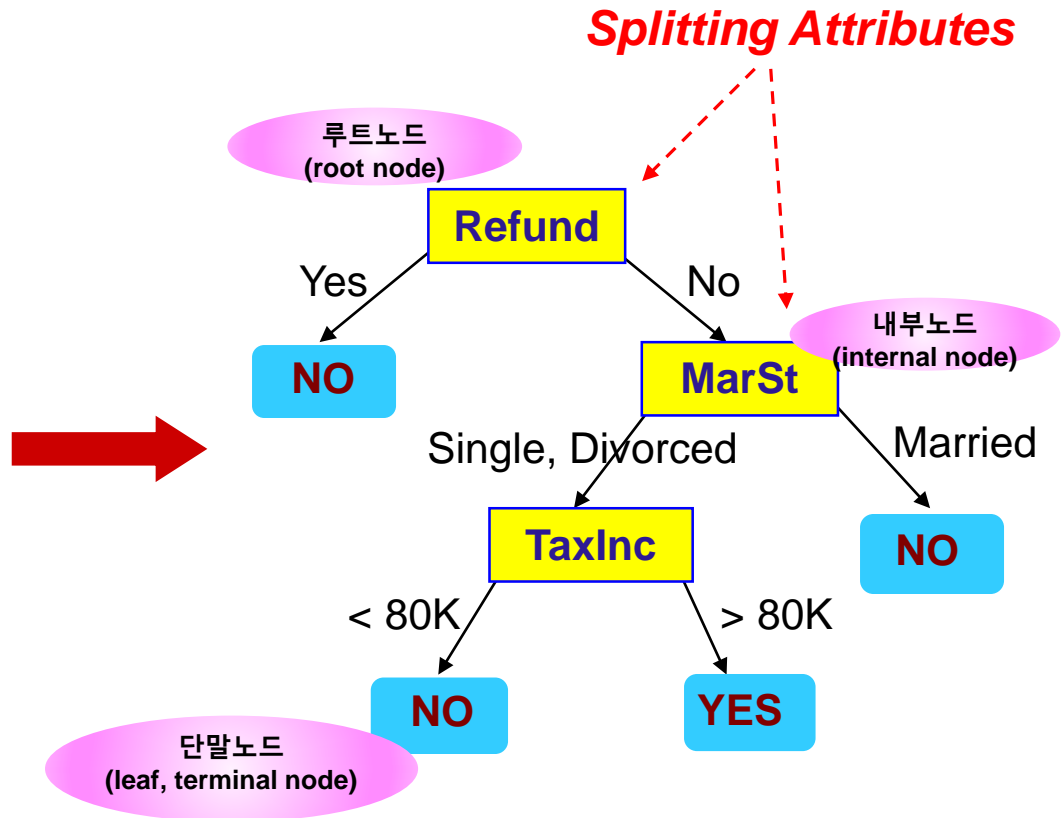 Splitting Attributes
루트노드
(root node)
Refund
Yes
No
내부노드
(internal node)
NO
MarSt
Single, Divorced
Married
TaxInc
NO
< 80K
> 80K
NO
YES
단말노드
(leaf, terminal node)